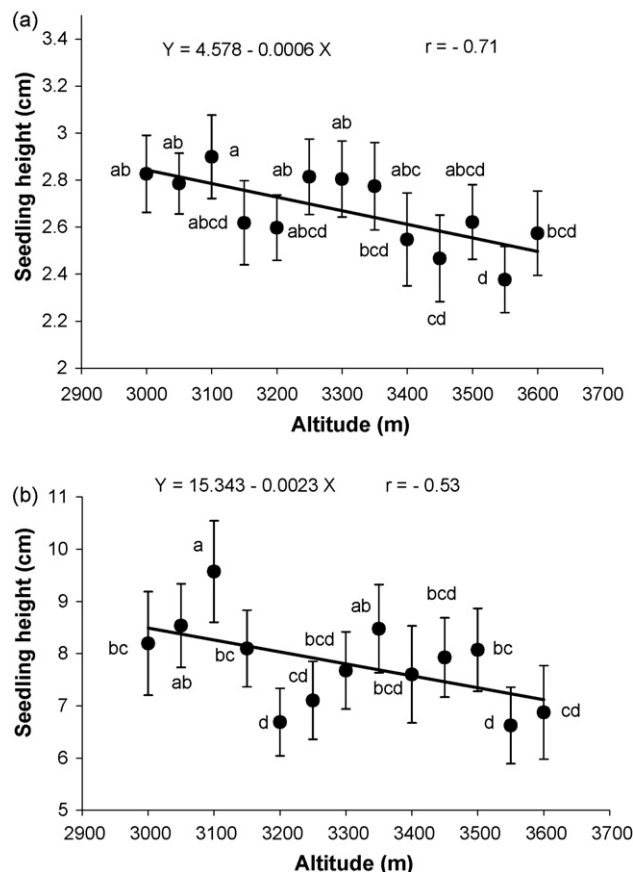 (a)
Y = 4.578 - 0.0006 X r = - 0.71
Seedling height (cm)
3.4
3.2
3
2.8
2.6
2.4
2.2
2
ab
ab
a
abcd
abcd
ab
ab
abc
bcd
cd
abcd
d
bcd
2900 3000 3100 3200 3300 3400 3500 3600 3700
Altitude (m)
(b)
Y = 15.343 - 0.0023 X r = - 0.53
Seedling height (cm)
11
10
9
8
7
6
5
bc
ab
a
bc
d
cd
bcd
ab
bcd
bcd
bc
d
cd
2900 3000 3100 3200 3300 3400 3500 3600 3700
Altitude (m)